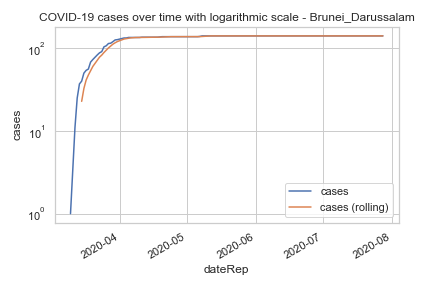 COVID-19 cases over time with logarithmic scale - Brunei_Darussalam
cases
10²
10¹
10⁰
cases
cases (rolling)
2020-04
2020-05
2020-06
2020-07
2020-08
dateRep